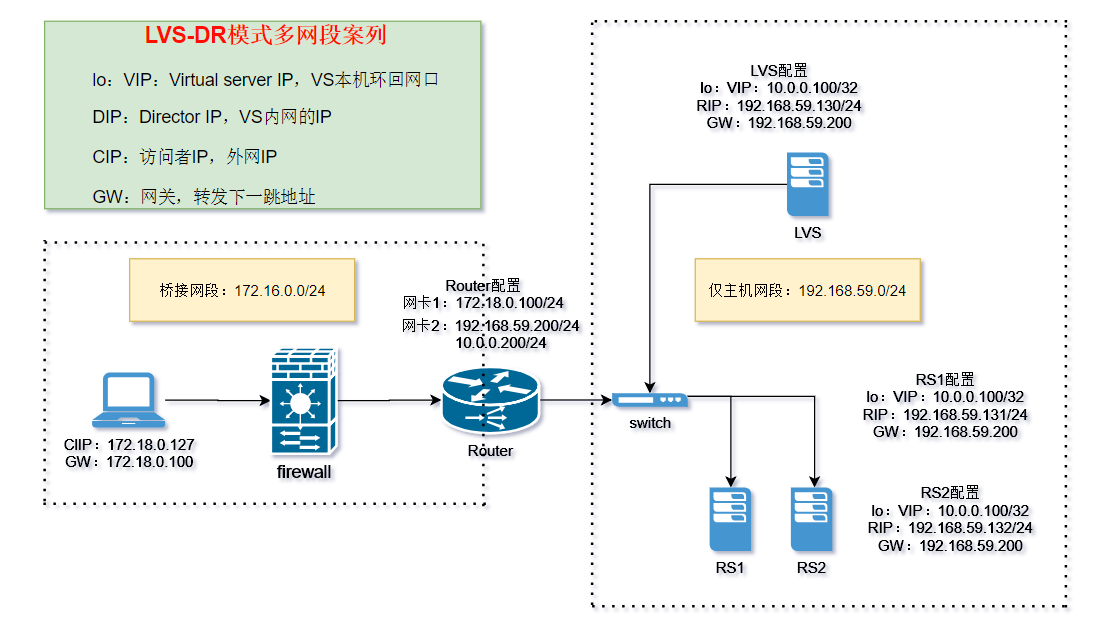 LVS-DR模式多网段案列
lo：VIP：Virtual server IP，VS本机环回网口
DIP：Director IP，VS内网的IP
CIP：访问者IP，外网IP
GW：网关，转发下一跳地址
LVS配置
lo：VIP：10.0.0.100/32
RIP：192.168.59.130/24
GW：192.168.59.200
LVS
桥接网段：172.16.0.0/24
Router配置
网卡1：172.18.0.100/24
网卡2：192.168.59.200/24
10.0.0.200/24
仅主机网段：192.168.59.0/24
CIIP：172.18.0.127
GW：172.18.0.100
firewall
Router
switch
RS1配置
lo：VIP：10.0.0.100/32
RIP：192.168.59.131/24
GW：192.168.59.200
RS2配置
lo：VIP：10.0.0.100/32
RIP：192.168.59.132/24
GW：192.168.59.200
RS1
RS2